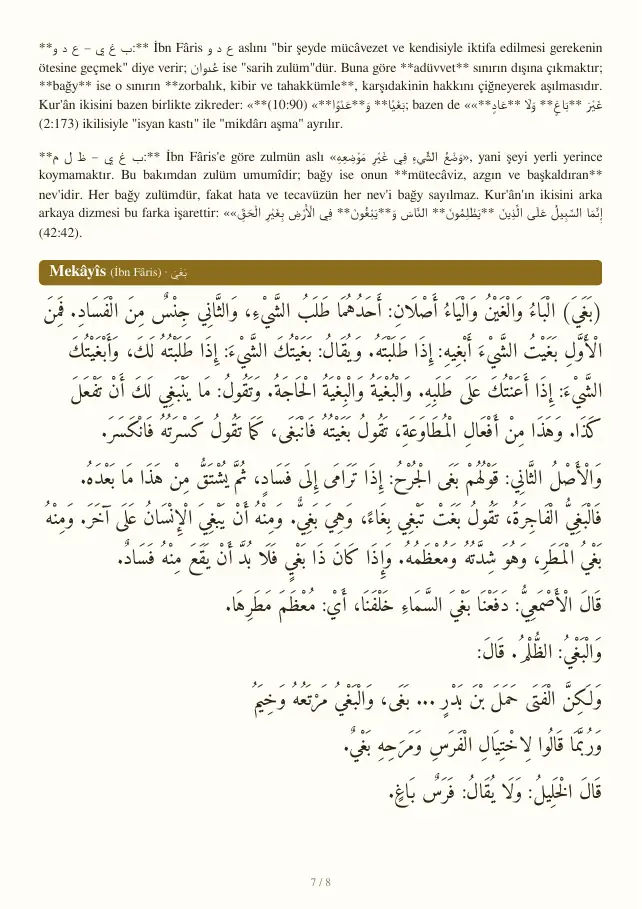 **ب غ ي – ع د و:** İbn Fâris ع د و aslını "bir şeyde mücâvezet ve kendisiyle iktifa edilmesi gerekenin
ötesine geçmek" diye verir; عُدوان ise "sarih zulüm"dür. Buna göre **adüvvet** sınırın dışına çıkmaktır;
**bağy** ise o sınırın **zorbalık, kibir ve tahakkümle**, karşıdakinin hakkını çiğneyerek aşılmasıdır.
Kur'ân ikisini bazen birlikte zikreder: «**بَغْيًا** وَ**عَدْوًا**» (10:90); bazen de «غَيْرَ **بَاغٍ** وَلَا **عَادٍ**»
(2:173) ikilisiyle "isyan kastı" ile "mikdârı aşma" ayrılır.
**ب غ ي – ظ ل م:** İbn Fâris'e göre zulmün aslı «وَضْعُ الشَّيْءِ فِي غَيْرِ مَوْضِعِهِ», yani şeyi yerli yerince
koymamaktır. Bu bakımdan zulüm umumîdir; bağy ise onun **mütecâviz, azgın ve başkaldıran**
nev'idir. Her bağy zulümdür, fakat hata ve tecavüzün her nev'i bağy sayılmaz. Kur'ân'ın ikisini arka
arkaya dizmesi bu farka işarettir: «إِنَّمَا السَّبِيلُ عَلَى الَّذِينَ **يَظْلِمُونَ** النَّاسَ وَ**يَبْغُونَ** فِي الْأَرْضِ بِغَيْرِ الْحَقِّ»
(42:42).
Mekâyîs (İbn Fâris) · بَغَيَ
(بَغَيَ) الْبَاءُ وَالْغَيْنُ وَالْيَاءُ أَصْلَانِ: أَحَدُهُمَا طَلَبُ الشَّيْءِ، وَالثَّانِي جِنْسٌ مِنَ الْفَسَادِ. فَمِنَ
الْأَوَّلِ بَغَيْتُ الشَّيْءَ أَبْغِيهِ: إِذَا طَلَبْتَهُ. وَيُقَالُ: بَغَيْتُكَ الشَّيْءَ: إِذَا طَلَبْتُهُ لَكَ، وَأَبْغَيْتُكَ
الشَّيْءَ: إِذَا أَعَنْتُكَ عَلَى طَلَبِهِ. وَالْبُغْيَةُ وَالْبِغْيَةُ الْحَاجَةُ. وَتَقُولُ: مَا يَنْبَغِي لَكَ أَنْ تَفْعَلَ
كَذَا. وَهَذَا مِنْ أَفْعَالِ الْمُطَاوَعَةِ، تَقُولُ بَغَيْتُهُ فَانْبَغَى، كَمَا تَقُولُ كَسَرْتُهُ فَانْكَسَرَ.
وَالْأَصْلُ الثَّانِي: قَوْلُهُمْ بَغَى الْجُرْحُ: إِذَا تَرَامَى إِلَى فَسَادٍ، ثُمَّ يُشْتَقُّ مِنْ هَذَا مَا بَعْدَهُ.
فَالْبَغِيُّ الْفَاجِرَةُ، تَقُولُ بَغَتْ تَبْغِي بِغَاءً، وَهِيَ بَغِيٌّ. وَمِنْهُ أَنْ يَبْغِيَ الْإِنْسَانُ عَلَى آخَرَ. وَمِنْهُ
بَغْيُ الْمَطَرِ، وَهُوَ شِدَّتُهُ وَمُعْظَمُهُ. وَإِذَا كَانَ ذَا بَغْيٍ فَلَا بُدَّ أَنْ يَقَعَ مِنْهُ فَسَادٌ.
قَالَ الْأَصْمَعِيُّ: دَفَعْنَا بَغْيَ السَّمَاءِ خَلْفَنَا، أَيْ: مُعْظَمَ مَطَرِهَا.
وَالْبَغْيُ: الظُّلْمُ. قَالَ:
وَلَكِنَّ الْفَتَى حَمَلَ بْنَ بَدْرٍ ... بَغَى، وَالْبَغْيُ مَرْتَعُهُ وَخِيمُ
وَرُبَّمَا قَالُوا لِاخْتِيَالِ الْفَرَسِ وَمَرَحِهِ بَغْيٌ.
قَالَ الْخَلِيلُ: وَلَا يُقَالُ: فَرَسٌ بَاغٍ.
7 / 8